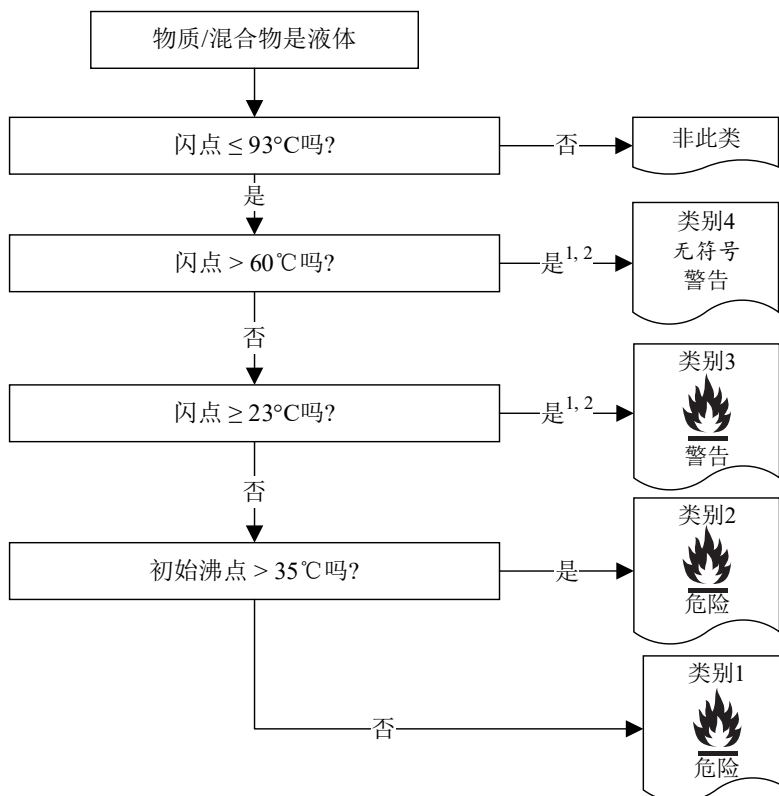 物质/混合物是液体
闪点 ≤ 93°C吗?
否
非此类
是
闪点 > 60℃吗?
是1, 2
类别4
无符号
警告
否
闪点 ≥ 23°C吗?
是1, 2
类别3
警告
否
初始沸点 > 35℃吗?
是
类别2
危险
否
类别1
危险